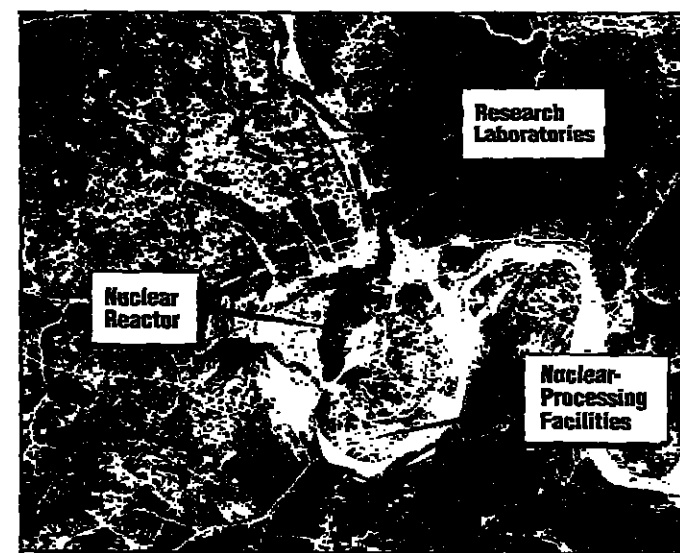 Research
Laboratories
Nuclear
Reactor
Nuclear-
Processing
Facilities